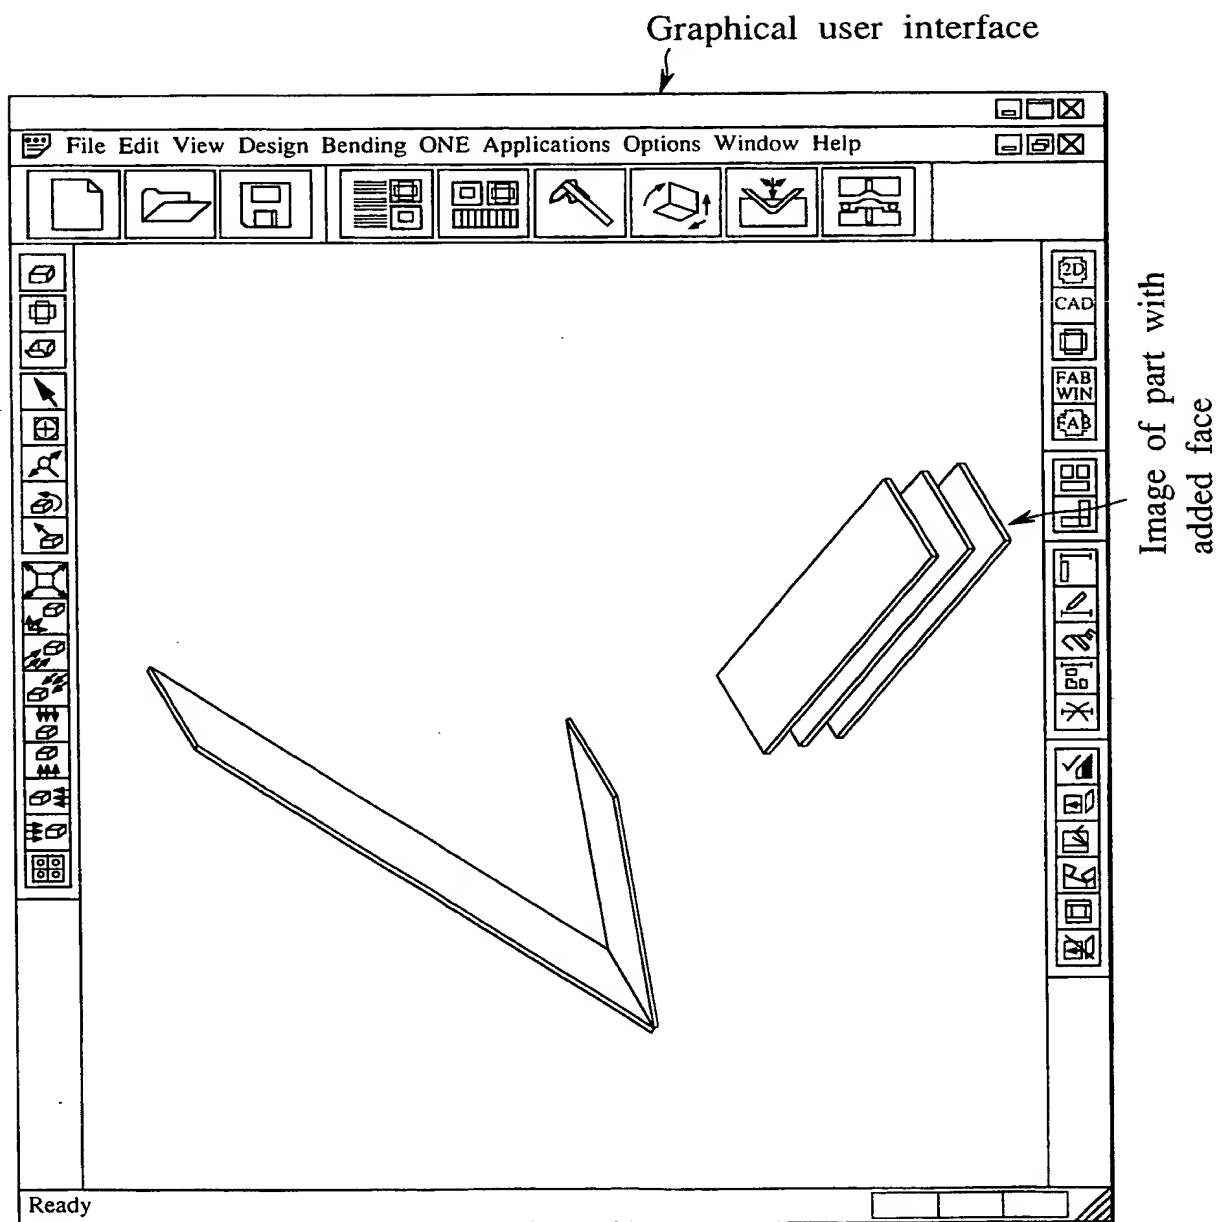 Graphical user interface
File Edit View Design Bending ONE Applications Options Window Help
2D
CAD
FAB
WIN
FAB
Image of part with
added face
Ready